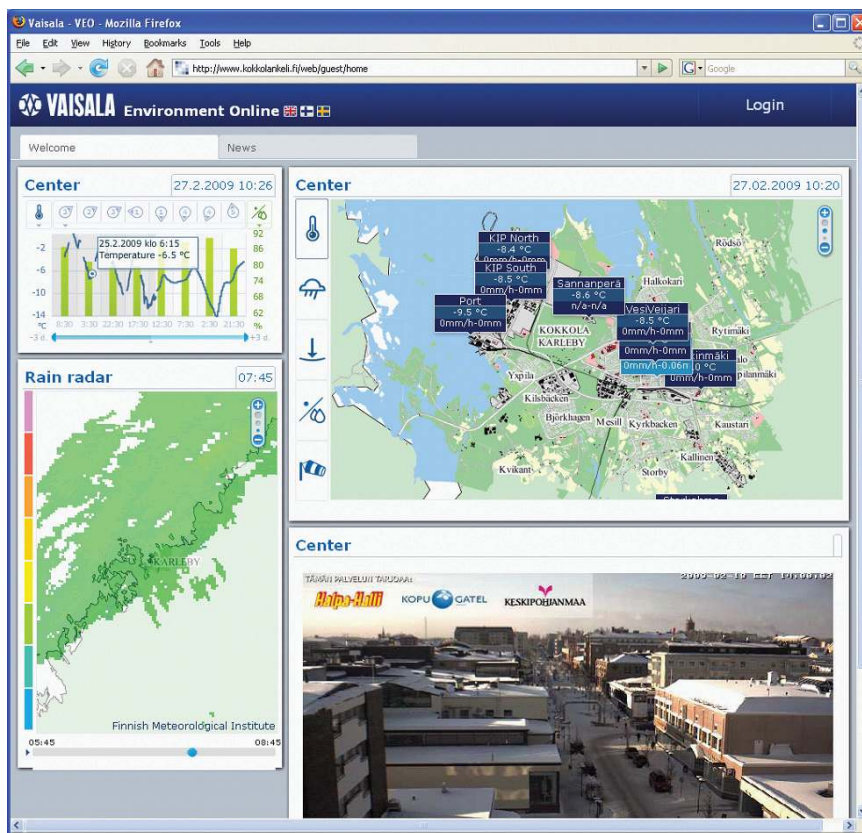 Vaisala - VEO - Mozilla Firefox
File Edit View History Bookmarks Tools Help
http://www.kokkolankeli.fi/web/guest/home
Google
VAISALA Environment Online
Login
Welcome
News
Center 27.2.2009 10:26
92
-2 86
-6 80
-10 74
68
-14 62
25.2.2009 klo 6:15
Temperature -6.5 °C
°C 8:30 3:30 22:30 17:30 12:30 7:30 2:30 21:30 %
-3 d. +3 d.
Rain radar 07:45
KARLEBY
Finnish Meteorological Institute
05:45 08:45
Center 27.02.2009 10:20
KIP North
-8.4 °C
0mm/h-0mm
KIP South
-8.5 °C
0mm/h-0mm
Port
-9.5 °C
0mm/h-0mm
Sannanperä
-8.6 °C
n/a-n/a
VesiVeijari
-8.5 °C
0mm/h-0mm
0mm/h-0mm
0mm/h-0.06
0mm/h-0mm
Rödsö
Halkokari
KOKKOLA
KARLEBY
Rytimäki
Yxpila
Kilsbäcken
Björkhagen
Mesill
Kyrkbacken
Kaustari
Kallinen
Kvikant
Storby
Center
TÄMÄN PALVELUN TARJOAA:
Halpa-Halli
KOPU GATEL
KESKIPOHJANMAA